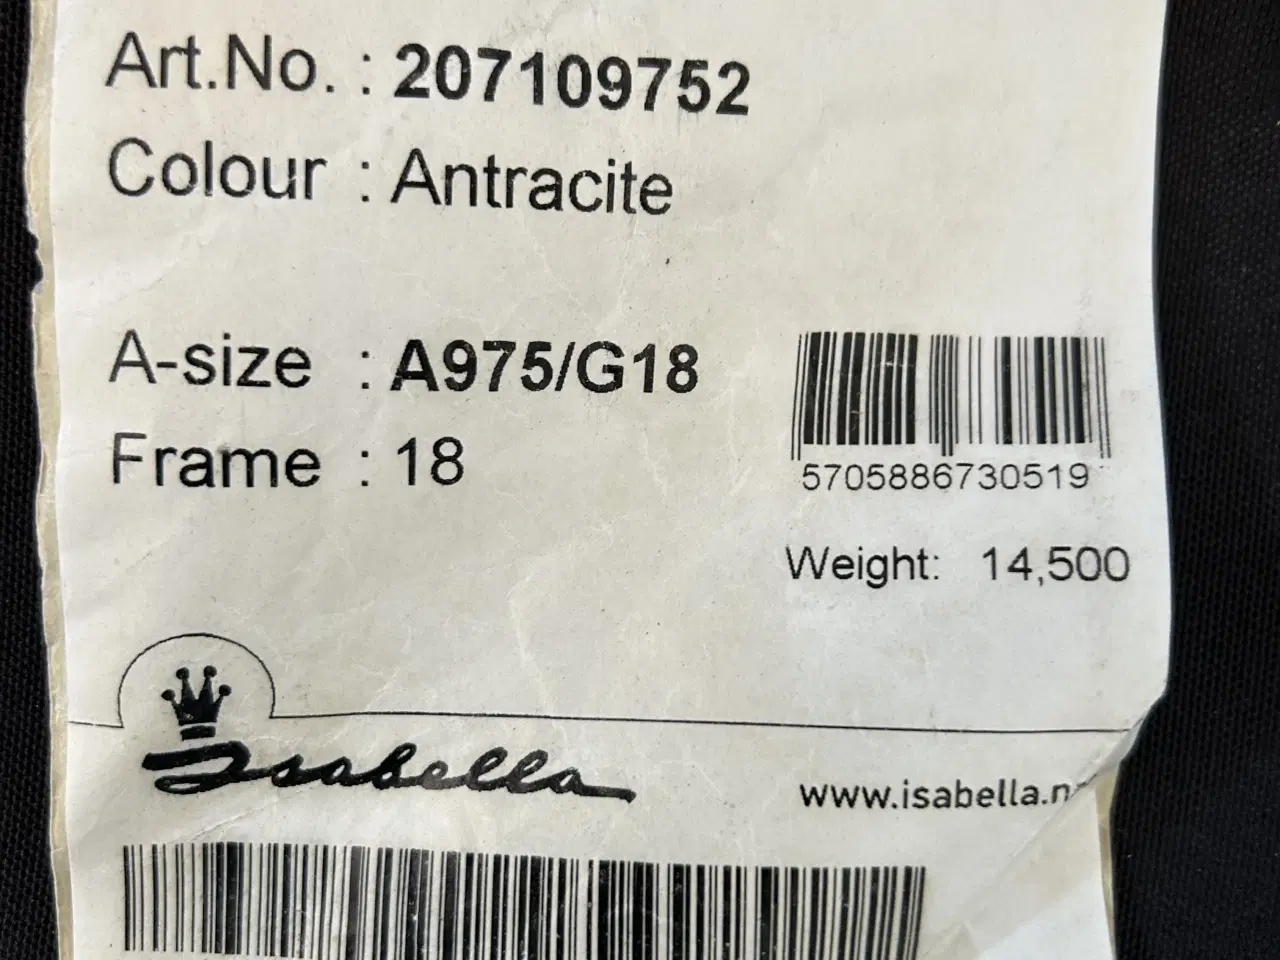 Art.No. : 207109752
Colour : Antracite
A-size : A975/G18
Frame : 18
5705886730519
Weight: 14,500
Isabella
www.isabella.n